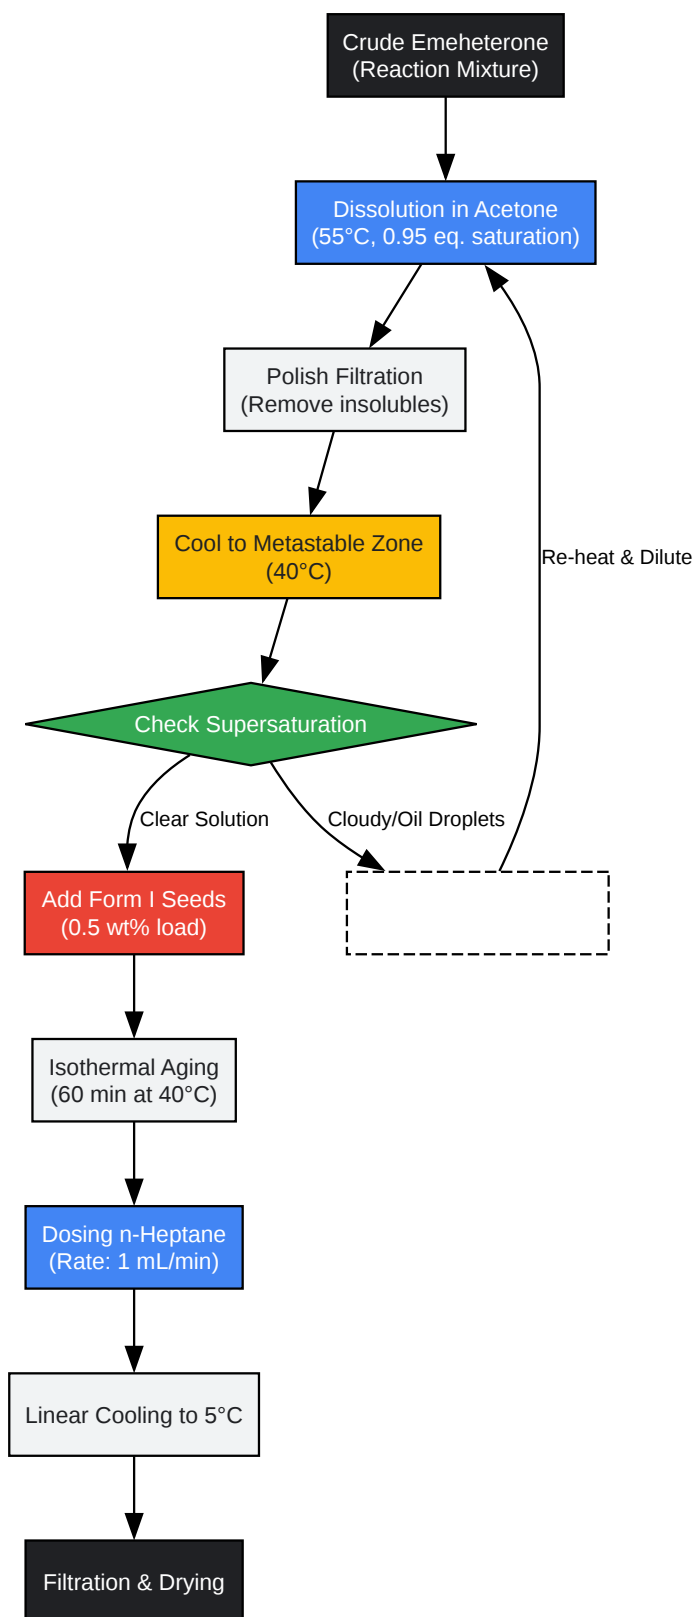 Crude Emeheterone
(Reaction Mixture)
Dissolution in Acetone
(55°C, 0.95 eq. saturation)
Polish Filtration
(Remove insolubles)
Cool to Metastable Zone
(40°C)
Re-heat & Dilute
Check Supersaturation
Clear Solution
Cloudy/Oil Droplets
Add Form I Seeds
(0.5 wt% load)
Isothermal Aging
(60 min at 40°C)
Dosing n-Heptane
(Rate: 1 mL/min)
Linear Cooling to 5°C
Filtration & Drying